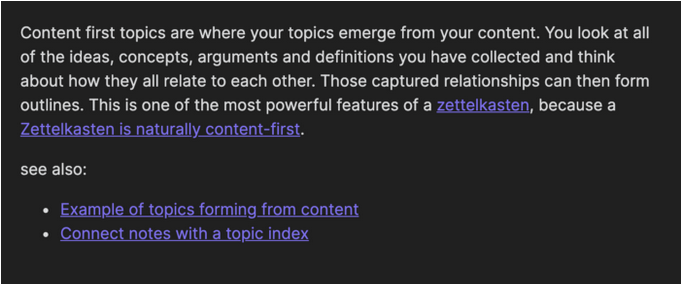 Content first topics are where your topics emerge from your content. You look at all
of the ideas, concepts, arguments and definitions you have collected and think
about how they all relate to each other. Those captured relationships can then form
outlines. This is one of the most powerful features of a zettelkasten, because a
Zettelkasten is naturally content-first.
see also:
• Example of topics forming from content
• Connect notes with a topic index